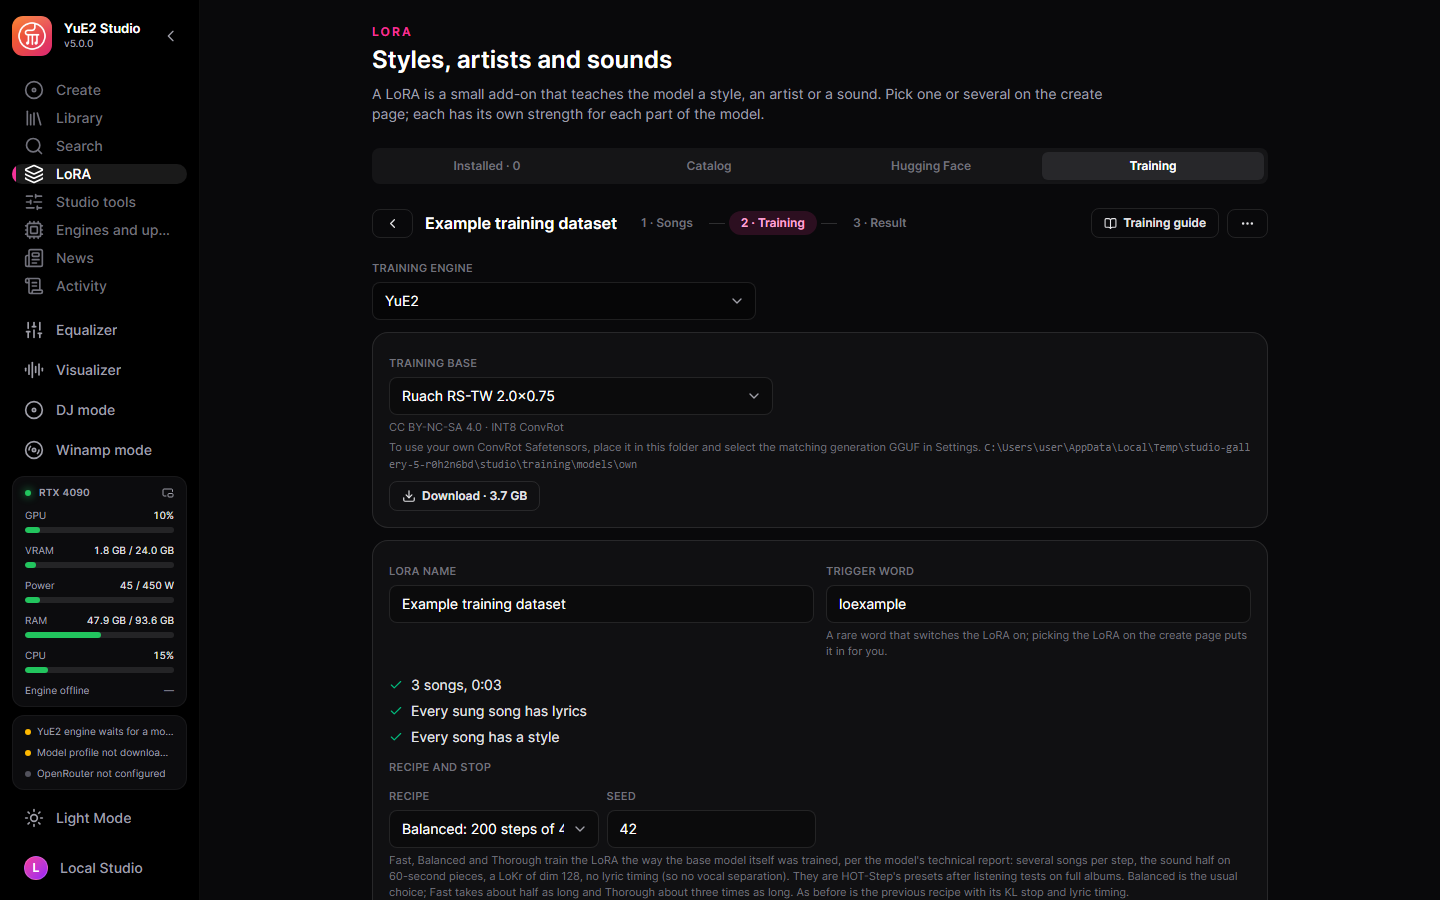 YuE2 Studio
v5.0.0
Create
Library
Search
LoRA
Studio tools
Engines and up...
News
Activity
Equalizer
Visualizer
DJ mode
Winamp mode
RTX 4090
GPU 10%
VRAM 1.8 GB / 24.0 GB
Power 45 / 450 W
RAM 47.9 GB / 93.6 GB
CPU 15%
Engine offline —
YuE2 engine waits for a mo...
Model profile not downloa...
OpenRouter not configured
Light Mode
L Local Studio
LORA
Styles, artists and sounds
A LoRA is a small add-on that teaches the model a style, an artist or a sound. Pick one or several on the create
page; each has its own strength for each part of the model.
Installed · 0 Catalog Hugging Face Training
Example training dataset 1 · Songs 2 · Training 3 · Result Training guide ...
TRAINING ENGINE
YuE2
TRAINING BASE
Ruach RS-TW 2.0×0.75
CC BY-NC-SA 4.0 · INT8 ConvRot
To use your own ConvRot Safetensors, place it in this folder and select the matching generation GGUF in Settings. C:\Users\user\AppData\Local\Temp\studio-gall
ery-5-r0h2n6bd\studio\training\models\own
Download · 3.7 GB
LORA NAME TRIGGER WORD
Example training dataset loexample
A rare word that switches the LoRA on; picking the LoRA on the create page puts
it in for you.
3 songs, 0:03
Every sung song has lyrics
Every song has a style
RECIPE AND STOP
RECIPE SEED
Balanced: 200 steps of 4 42
Fast, Balanced and Thorough train the LoRA the way the base model itself was trained, per the model's technical report: several songs per step, the sound half on
60-second pieces, a LoKr of dim 128, no lyric timing (so no vocal separation). They are HOT-Step's presets after listening tests on full albums. Balanced is the usual
choice; Fast takes about half as long and Thorough about three times as long. As before is the previous recipe with its KL stop and lyric timing.